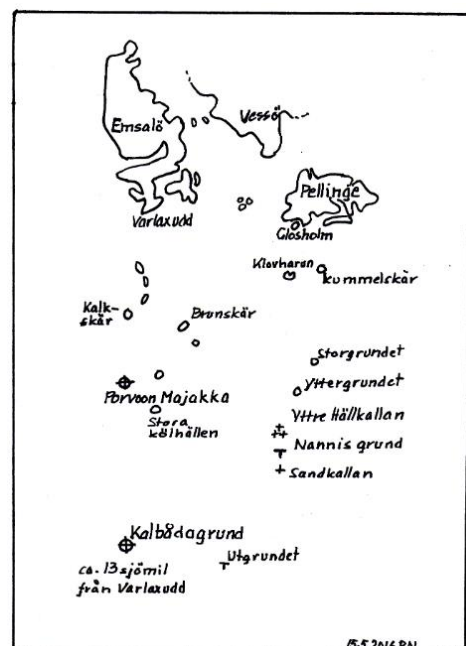 Emsalö
Vessö
Pellinge
Varlaxudd
Glosholm
Klovharun
Kummelskär
Kalk-
skär
Brunskär
Storgrundet
Yttergrundet
Porvoon Majakka
Yttre Hällkallan
Stora
kölhällen
Nannis grund
Sandkallan
Kalbådagrund
Utgrundet
ca. 13 sjömil
från Varlaxudd